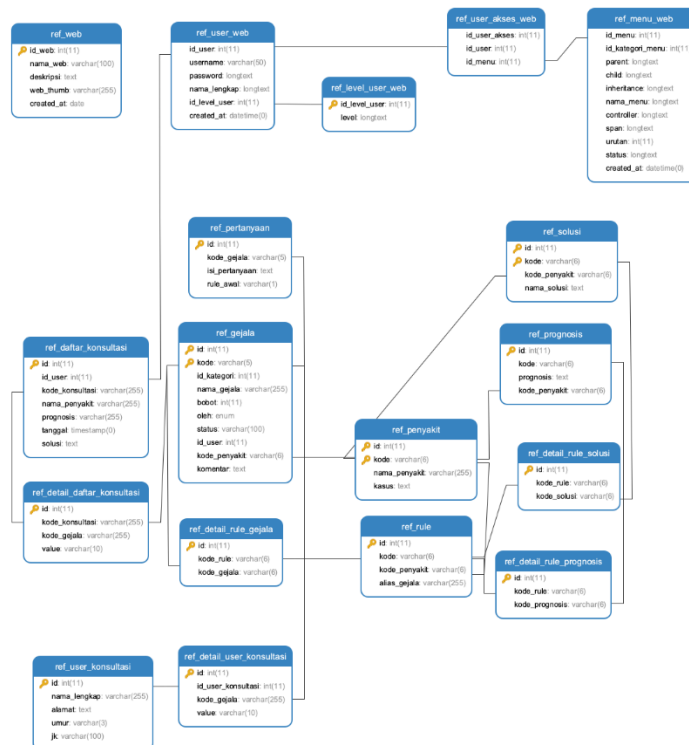 ref_web
id_web: int(11)
nama_web: varchar(100)
deskripsi: text
web_thumb: varchar(255)
created_at: date
ref_user_web
id_user: int(11)
username: varchar(50)
password: longtext
nama_lengkap: longtext
id_level_user: int(11)
created_at: datetime(0)
ref_level_user_web
id_level_user: int(11)
level: longtext
ref_user_akses_web
id_user_akses: int(11)
id_user: int(11)
id_menu: int(11)
ref_menu_web
id_menu: int(11)
id_kategori_menu: int(11)
parent: longtext
child: longtext
inheritance: longtext
nama_menu: longtext
controller: longtext
span: longtext
urutan: int(11)
status: longtext
created_at: datetime(0)
ref_pertanyaan
id: int(11)
kode_gejala: varchar(5)
isi_pertanyaan: text
rule_awal: varchar(1)
ref_solusi
id: int(11)
kode: varchar(6)
kode_penyakit: varchar(6)
nama_solusi: text
ref_daftar_konsultasi
id: int(11)
id_user: int(11)
kode_konsultasi: varchar(255)
nama_penyakit: varchar(255)
prognosis: varchar(255)
tanggal: timestamp(0)
solusi: text
ref_gejala
id: int(11)
kode: varchar(5)
id_kategori: int(11)
nama_gejala: varchar(255)
bobot: int(11)
oleh: enum
status: varchar(100)
id_user: int(11)
kode_penyakit: varchar(6)
komentar: text
ref_prognosis
id: int(11)
kode: varchar(6)
prognosis: text
kode_penyakit: varchar(6)
ref_penyakit
id: int(11)
kode: varchar(6)
nama_penyakit: varchar(255)
kasus: text
ref_detail_rule_solusi
id: int(11)
kode_rule: varchar(6)
kode_solusi: varchar(6)
ref_detail_daftar_konsultasi
id: int(11)
kode_konsultasi: varchar(255)
kode_gejala: varchar(255)
value: varchar(10)
ref_detail_rule_gejala
id: int(11)
kode_rule: varchar(6)
kode_gejala: varchar(6)
ref_rule
id: int(11)
kode: varchar(6)
kode_penyakit: varchar(6)
alias_gejala: varchar(255)
ref_detail_rule_prognosis
id: int(11)
kode_rule: varchar(6)
kode_prognosis: varchar(6)
ref_user_konsultasi
id: int(11)
nama_lengkap: varchar(255)
alamat: text
umur: varchar(3)
jk: varchar(100)
ref_detail_user_konsultasi
id: int(11)
id_user_konsultasi: int(11)
kode_gejala: varchar(255)
value: varchar(10)